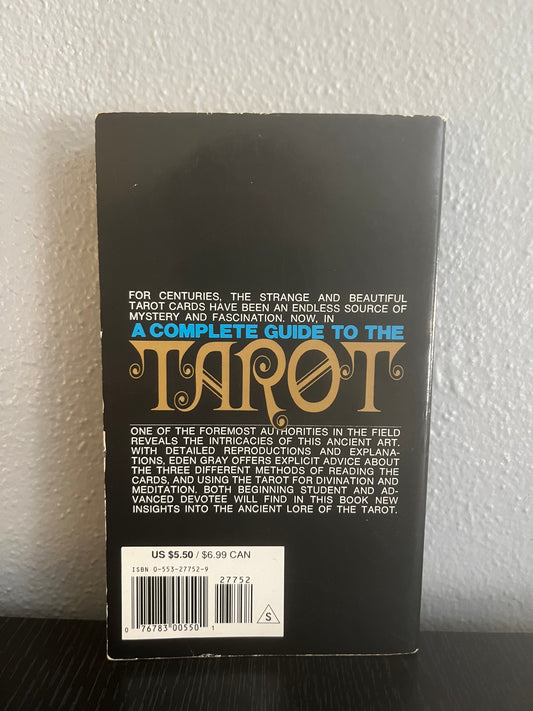 FOR CENTURIES, THE STRANGE AND BEAUTIFUL
TAROT CARDS HAVE BEEN AN ENDLESS SOURCE OF
MYSTERY AND FASCINATION. NOW, IN
A COMPLETE GUIDE TO THE
TAROT
ONE OF THE FOREMOST AUTHORITIES IN THE FIELD
REVEALS THE INTRICACIES OF THIS ANCIENT ART.
WITH DETAILED REPRODUCTIONS AND EXPLANA-
TIONS, EDEN GRAY OFFERS EXPLICIT ADVICE ABOUT
THE THREE DIFFERENT METHODS OF READING THE
CARDS, AND USING THE TAROT FOR DIVINATION AND
MEDITATION. BOTH BEGINNING STUDENT AND AD-
VANCED DEVOTEE WILL FIND IN THIS BOOK NEW
INSIGHTS INTO THE ANCIENT LORE OF THE TAROT.
US $5.50 / $6.99 CAN
ISBN 0-553-27752-9
27752
0 76783 00550 1
S